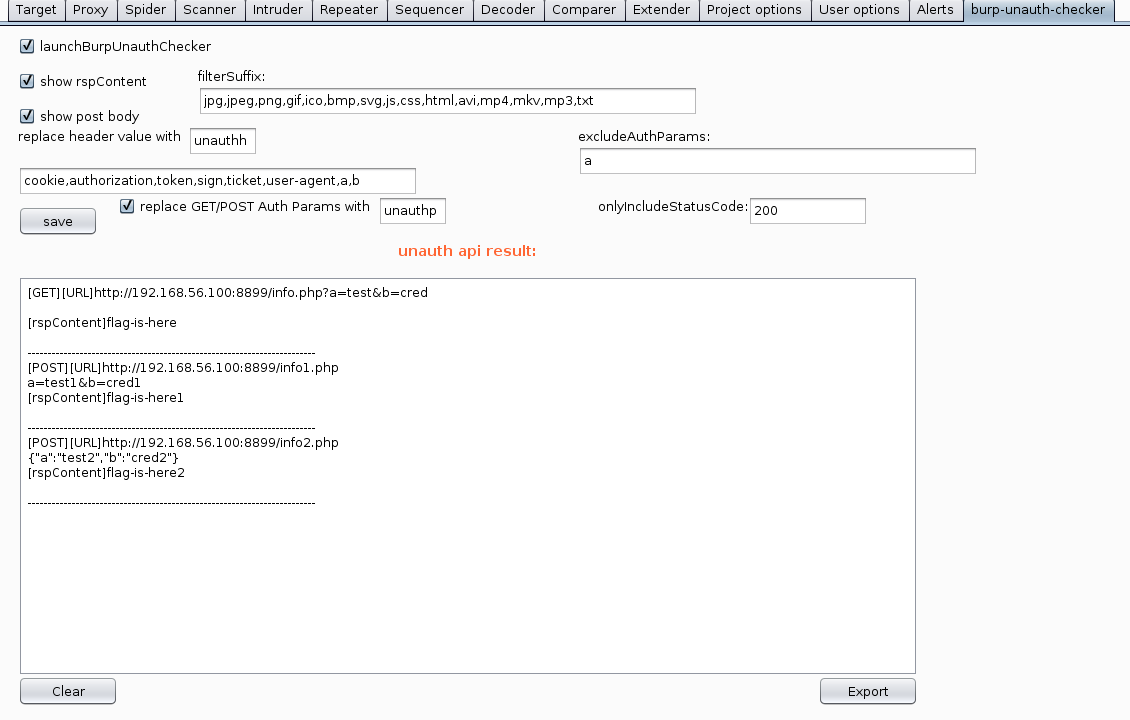 Target Proxy Spider Scanner Intruder Repeater Sequencer Decoder Comparer Extender Project options User options Alerts burp-unauth-checker
launchBurpUnauthChecker
show rspContent
filterSuffix:
jpg,jpeg,png,gif,ico,bmp,svg,js,css,html,avi,mp4,mkv,mp3,txt
show post body
replace header value with unauthh
excludeAuthParams:
a
cookie,authorization,token,sign,ticket,user-agent,a,b
save
replace GET/POST Auth Params with unauthp
onlyIncludeStatusCode: 200
unauth api result:
[GET][URL]http://192.168.56.100:8899/info.php?a=test&b=cred
[rspContent]flag-is-here
------------------------------------------------------------------------
[POST][URL]http://192.168.56.100:8899/info1.php
a=test1&b=cred1
[rspContent]flag-is-here1
------------------------------------------------------------------------
[POST][URL]http://192.168.56.100:8899/info2.php
{"a":"test2","b":"cred2"}
[rspContent]flag-is-here2
------------------------------------------------------------------------
Clear
Export